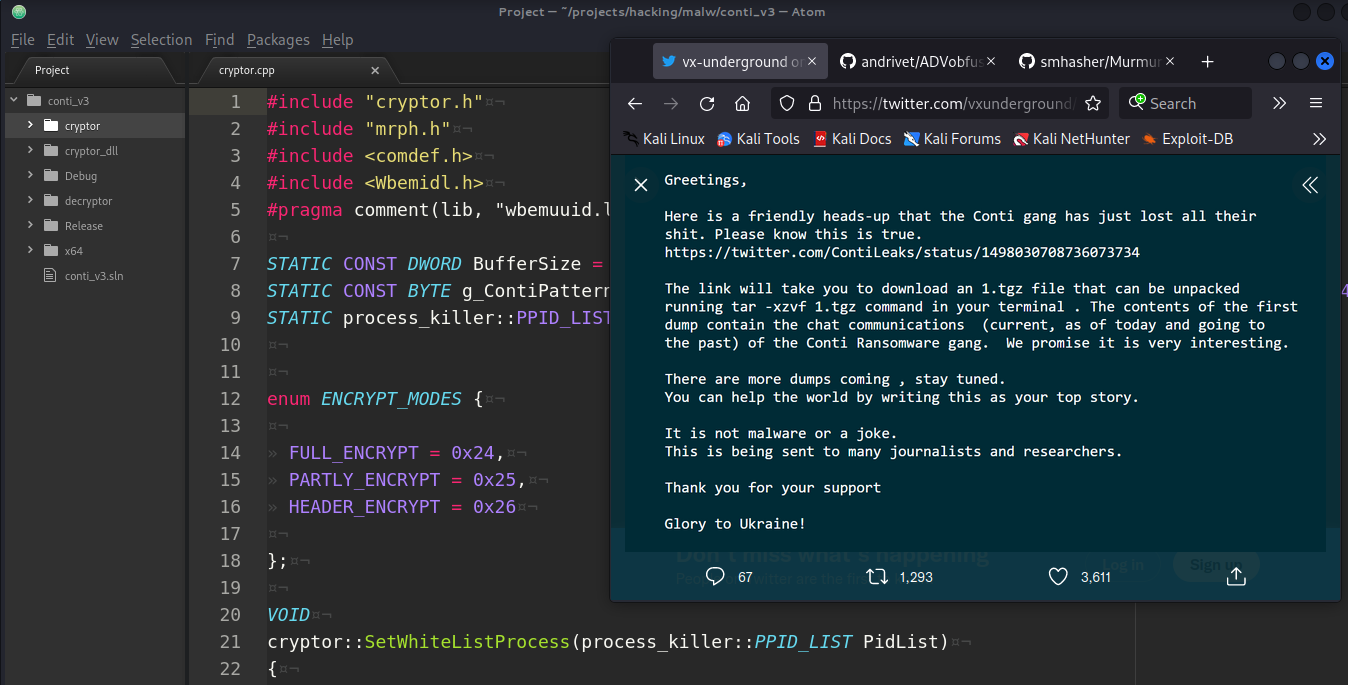 Project — ~/projects/hacking/malw/conti_v3 — Atom
File Edit View Selection Find Packages Help
Project
cryptor.cpp
conti_v3
cryptor
cryptor_dll
Debug
decryptor
Release
x64
conti_v3.sln
1 #include "cryptor.h"
2 #include "mrph.h"
3 #include <comdef.h>
4 #include <Wbemidl.h>
5 #pragma comment(lib, "wbemuuid.l
6
7 STATIC CONST DWORD BufferSize =
8 STATIC CONST BYTE g_ContiPattern
9 STATIC process_killer::PPID_LIST
10
11
12 enum ENCRYPT_MODES {
13
14 FULL_ENCRYPT = 0x24,
15 PARTLY_ENCRYPT = 0x25,
16 HEADER_ENCRYPT = 0x26
17
18 };
19
20 VOID
21 cryptor::SetWhiteListProcess(process_killer::PPID_LIST PidList)
22 {
vx-underground o
andrivet/ADVobfus
smhasher/Murmur
https://twitter.com/vxunderground/
Search
Kali Linux Kali Tools Kali Docs Kali Forums Kali NetHunter Exploit-DB
Greetings,
Here is a friendly heads-up that the Conti gang has just lost all their
shit. Please know this is true.
https://twitter.com/ContiLeaks/status/1498030708736073734
The link will take you to download an 1.tgz file that can be unpacked
running tar -xzvf 1.tgz command in your terminal . The contents of the first
dump contain the chat communications (current, as of today and going to
the past) of the Conti Ransomware gang. We promise it is very interesting.
There are more dumps coming , stay tuned.
You can help the world by writing this as your top story.
It is not malware or a joke.
This is being sent to many journalists and researchers.
Thank you for your support
Glory to Ukraine!
Don't miss what's happening
People on Twitter are the first
Log in
Sign up
67
1,293
3,611